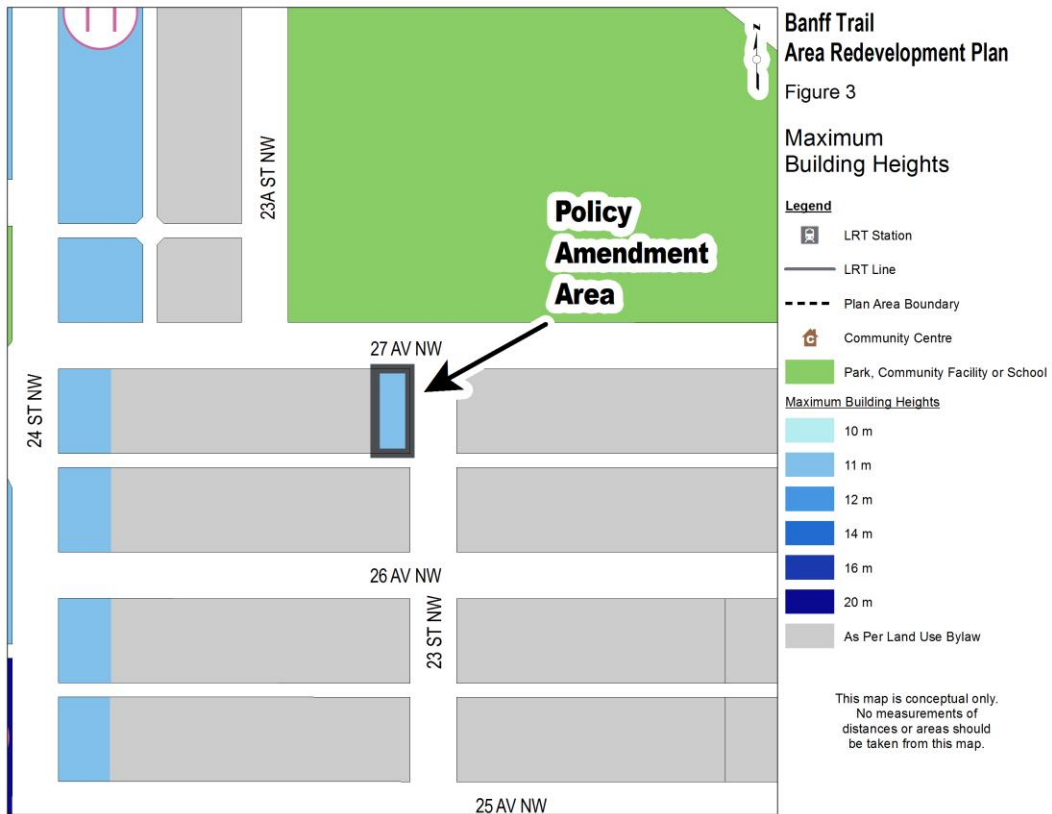 Banff Trail
Area Redevelopment Plan
Figure 3
Maximum
Building Heights
Legend
LRT Station
LRT Line
Plan Area Boundary
C
Community Centre
Park, Community Facility or School
Maximum Building Heights
10 m
11 m
12 m
14 m
16 m
20 m
As Per Land Use Bylaw
This map is conceptual only.
No measurements of
distances or areas should
be taken from this map.
N
23A ST NW
Policy
Amendment
Area
27 AV NW
24 ST NW
26 AV NW
23 ST NW
25 AV NW